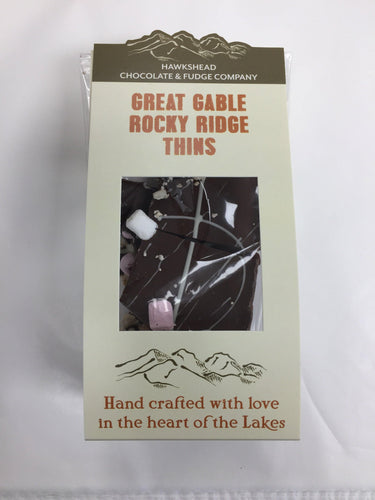 HAWKSHEAD
CHOCOLATE & FUDGE COMPANY
GREAT GABLE
ROCKY RIDGE
THINS
Hand crafted with love
in the heart of the Lakes